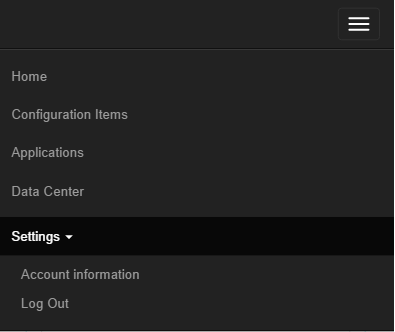 Home
Configuration Items
Applications
Data Center
Settings
Account information
Log Out